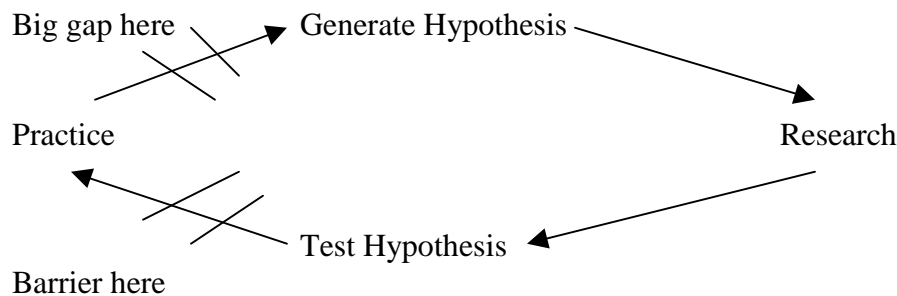 Big gap here
Generate Hypothesis
Practice
Research
Test Hypothesis
Barrier here